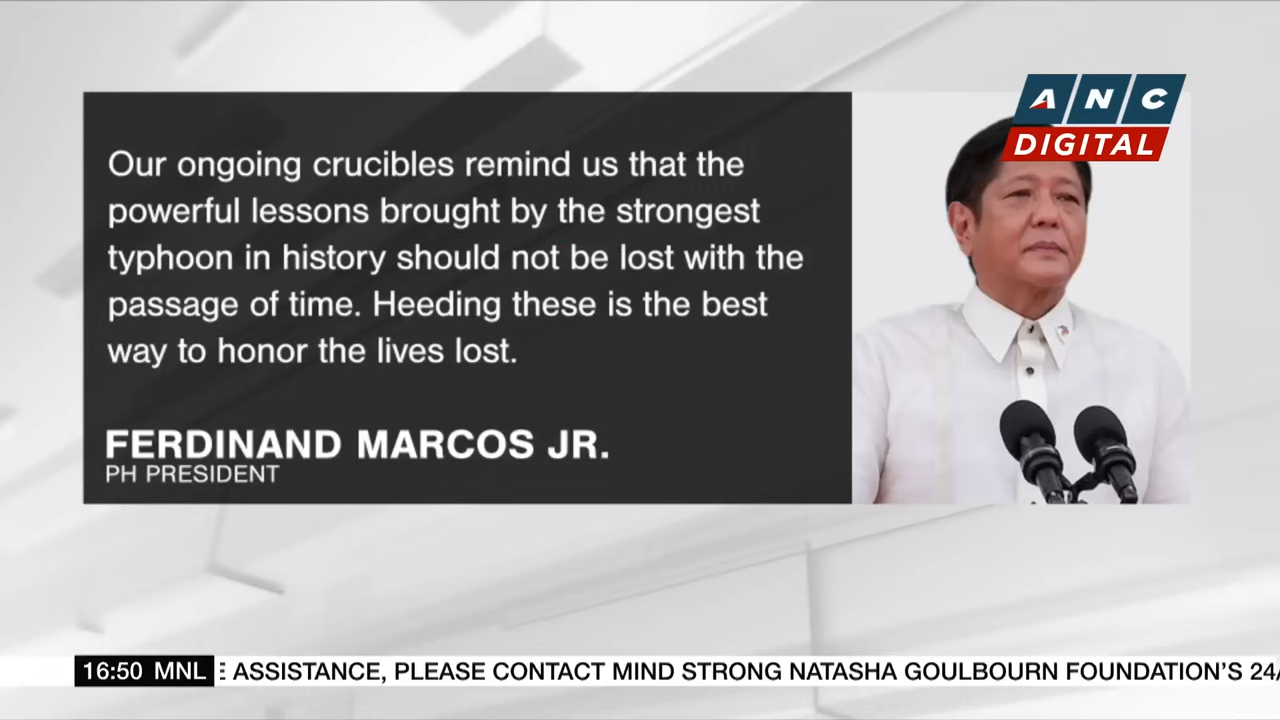 ANC
DIGITAL
Our ongoing crucibles remind us that the
powerful lessons brought by the strongest
typhoon in history should not be lost with the
passage of time. Heeding these is the best
way to honor the lives lost.
FERDINAND MARCOS JR.
PH PRESIDENT
16:50 MNL
ASSISTANCE, PLEASE CONTACT MIND STRONG NATASHA GOULBOURN FOUNDATION'S